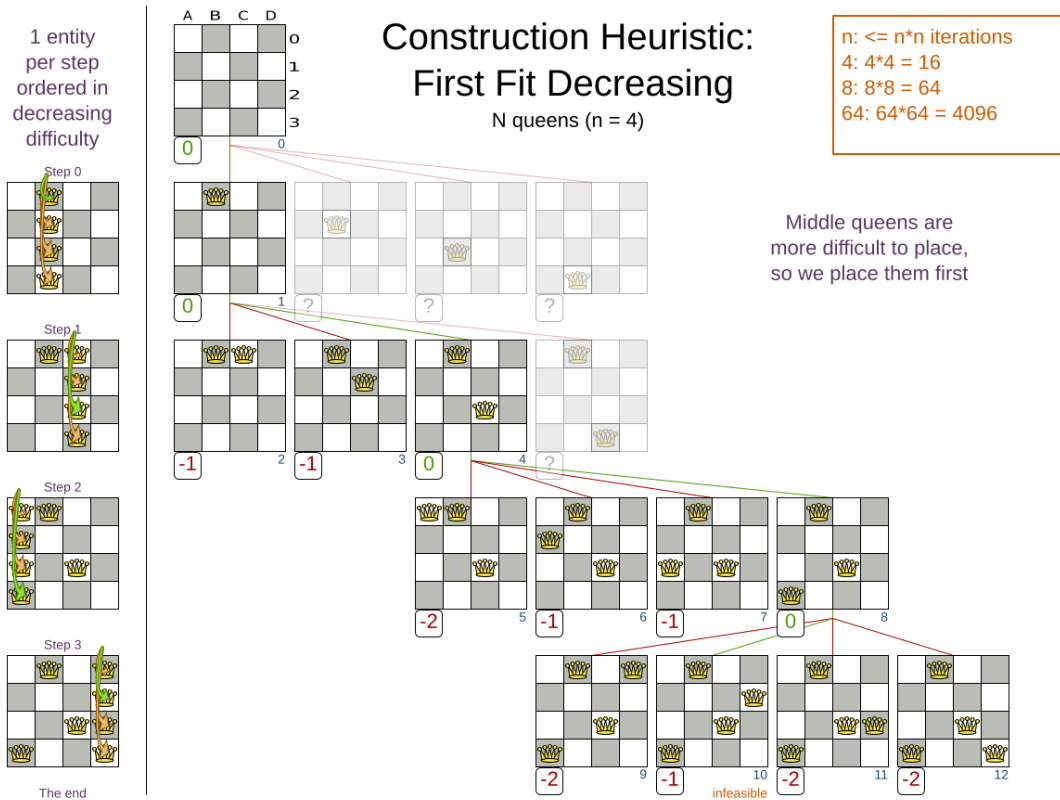 Construction Heuristic:
First Fit Decreasing
N queens (n = 4)
1 entity
per step
ordered in
decreasing
difficulty
A B C D
0
1
2
3
0
0
n: <= n*n iterations
4: 4*4 = 16
8: 8*8 = 64
64: 64*64 = 4096
Middle queens are
more difficult to place,
so we place them first
Step 0
0 1 ? ? ?
Step 1
-1 2 -1 3 0 4 ?
Step 2
-2 5 -1 6 -1 7 0 8
Step 3
-2 9 -1 10 -2 11 -2 12
infeasible
The end